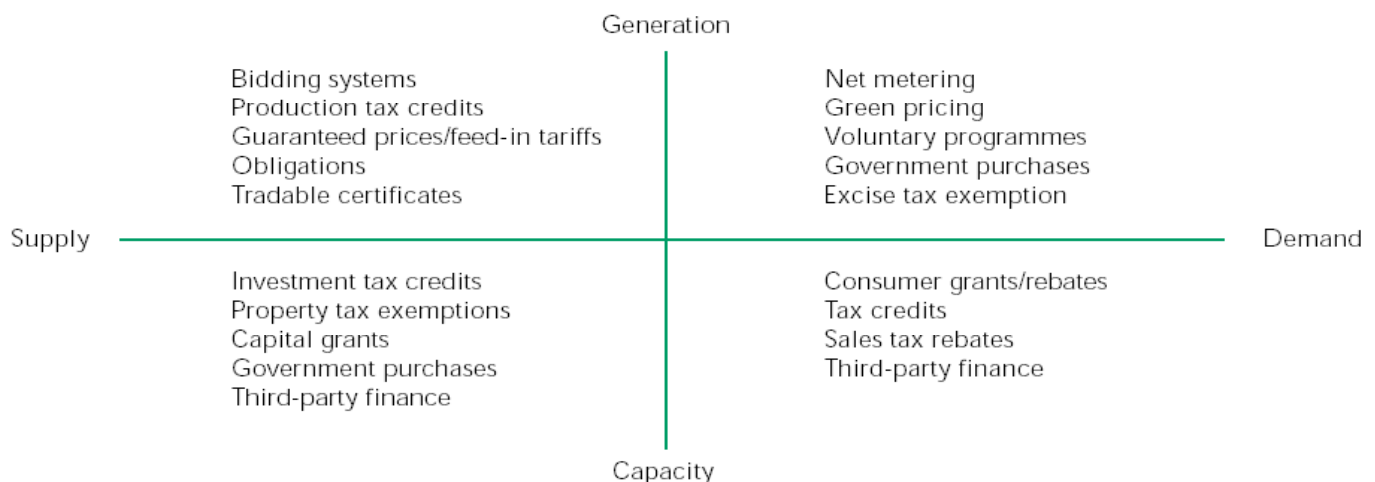 Generation
Bidding systems
Production tax credits
Guaranteed prices/feed-in tariffs
Obligations
Tradable certificates
Net metering
Green pricing
Voluntary programmes
Government purchases
Excise tax exemption
Supply
Demand
Investment tax credits
Property tax exemptions
Capital grants
Government purchases
Third-party finance
Consumer grants/rebates
Tax credits
Sales tax rebates
Third-party finance
Capacity